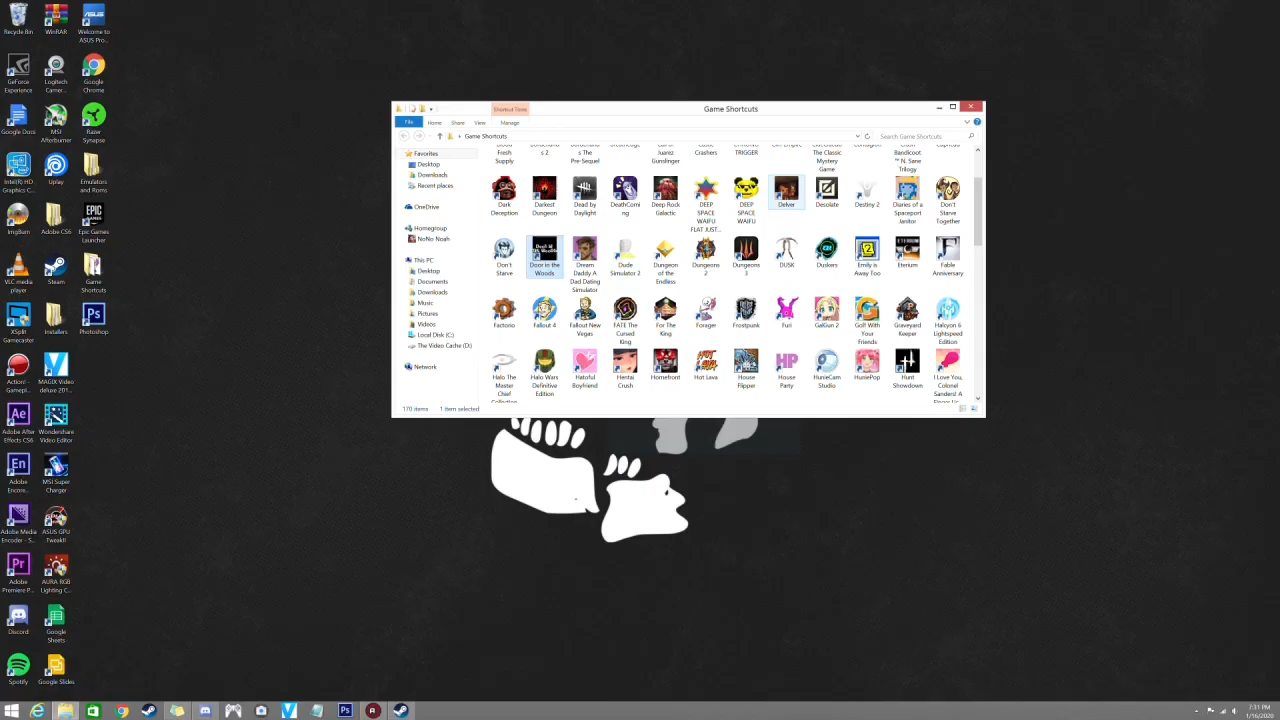 Recycle Bin
WinRAR
Welcome to
ASUS Pro...
GeForce
Experience
Logitech
Camer...
Google
Chrome
Google Docs
MSI
Afterburner
Razer
Synapse
Intel(R) HD
Graphics C...
Uplay
Emulators
and Roms
ImgBurn
Adobe CS6
Epic Games
Launcher
VLC media
player
Steam
Tools
XSplit
Gamecaster
Installers
Photoshop
Action! -
Gamepl...
MAGIX Video
deluxe 201...
Adobe After
Effects CS6
Wondershare
Video Editor
Adobe
Encore...
MSI Super
Charger
Adobe Media
Encoder - S...
ASUS GPU
TweakII
Adobe
Premiere P...
AURA RGB
Lighting C...
Discord
Google
Sheets
Spotify
Google Slides
Shortcut Tools
Game Shortcuts
File
Home
Share
View
Manage
Game Shortcuts
Search Game Shortcuts
Favorites
Desktop
Downloads
Recent places
OneDrive
Homegroup
NoNo Noah
This PC
Desktop
Documents
Downloads
Music
Pictures
Videos
Local Disk (C:)
The Video Cache (D:)
Network
Fresh
Supply
s 2
s The
Pre-Sequel
Juarez
Gunslinger
Crashers
TRIGGER
The Classic
Mystery
Game
Bandicoot
™ N. Sane
Trilogy
Dark
Deception
Darkest
Dungeon
Dead by
Daylight
DeathComi
ng
Deep Rock
Galactic
DEEP
SPACE
WAIFU
FLAT JUST...
DEEP
SPACE
WAIFU
Delver
Desolate
Destiny 2
Diaries of a
Spaceport
Janitor
Don't
Starve
Together
Don't
Starve
Door in the
Woods
Dream
Daddy A
Dad Dating
Simulator
Dude
Simulator 2
Dungeon
of the
Endless
Dungeons
2
Dungeons
3
DUSK
Duskers
Emily is
Away Too
Eterium
Fable
Anniversary
Factorio
Fallout 4
Fallout New
Vegas
FATE The
Cursed
King
For The
King
Forager
Frostpunk
Furi
GalGun 2
Golf With
Your
Friends
Graveyard
Keeper
Halcyon 6
Lightspeed
Edition
Halo The
Master
Chief
Collection
Halo Wars
Definitive
Edition
Hatoful
Boyfriend
Hentai
Crush
Homefront
Hot Lava
House
Flipper
House
Party
HunieCam
Studio
HuniePop
Hunt
Showdown
I Love You,
Colonel
Sanders! A
Finger Li...
170 items
1 item selected
7:31 PM
1/16/2020